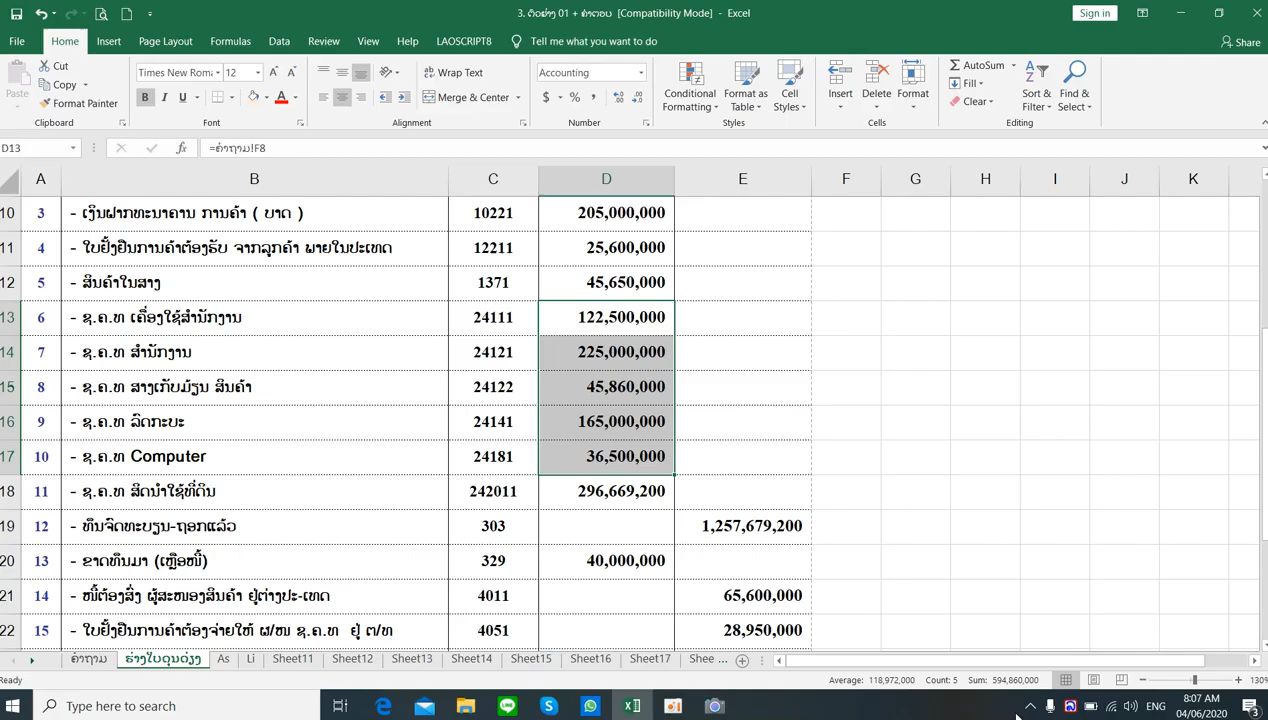 3. ຕົວຢ່າງ 01 + ຄຳຕອບ [Compatibility Mode] - Excel
Sign in
File Home Insert Page Layout Formulas Data Review View Help LAOSCRIPT8 Tell me what you want to do Share
Paste Cut Copy Format Painter Clipboard
Times New Roma 12 B I U Font
Wrap Text Merge & Center Alignment
Accounting $ % , Number
Conditional Formatting Format as Table Cell Styles Styles
Insert Delete Format Cells
AutoSum Fill Clear Sort & Filter Find & Select Editing
D13 fx =ຄໍາຖາມ!F8
A B C D E F G H I J K
10 3 - ເງິນຝາກທະນາຄານ ການຄ້າ ( ບາດ ) 10221 205,000,000
11 4 - ໃບຢັ້ງຢືນການຄ້າຕ້ອງຮັບ ຈາກລູກຄ້າ ພາຍໃນປະເທດ 12211 25,600,000
12 5 - ສິນຄ້າໃນສາງ 1371 45,650,000
13 6 - ຊ.ຄ.ທ ເຄື່ອງໃຊ້ສຳນັກງານ 24111 122,500,000
14 7 - ຊ.ຄ.ທ ສຳນັກງານ 24121 225,000,000
15 8 - ຊ.ຄ.ທ ສາງເກັບມ້ຽນ ສິນຄ້າ 24122 45,860,000
16 9 - ຊ.ຄ.ທ ລົດກະບະ 24141 165,000,000
17 10 - ຊ.ຄ.ທ Computer 24181 36,500,000
18 11 - ຊ.ຄ.ທ ສິດນຳໃຊ້ທີ່ດິນ 242011 296,669,200
19 12 - ທຶນຈົດທະບຽນ-ຖອກແລ້ວ 303 1,257,679,200
20 13 - ຂາດທຶນມາ (ເຫຼືອໜີ້) 329 40,000,000
21 14 - ໜີ້ຕ້ອງສົ່ງ ຜູ້ສະໜອງສິນຄ້າ ຢູ່ຕ່າງປະ-ເທດ 4011 65,600,000
22 15 - ໃບຢັ້ງຢືນການຄ້າຕ້ອງຈ່າຍໃຫ້ ຜ/ໜ ຊ.ຄ.ທ ຢູ່ ຕ/ທ 4051 28,950,000
ຄໍາຖາມ ຮ່າງໃບດຸນດ່ຽງ As Li Sheet11 Sheet12 Sheet13 Sheet14 Sheet15 Sheet16 Sheet17 Shee ...
Ready Average: 118,972,000 Count: 5 Sum: 594,860,000 130%
Type here to search ENG 8:07 AM
04/06/2020 3